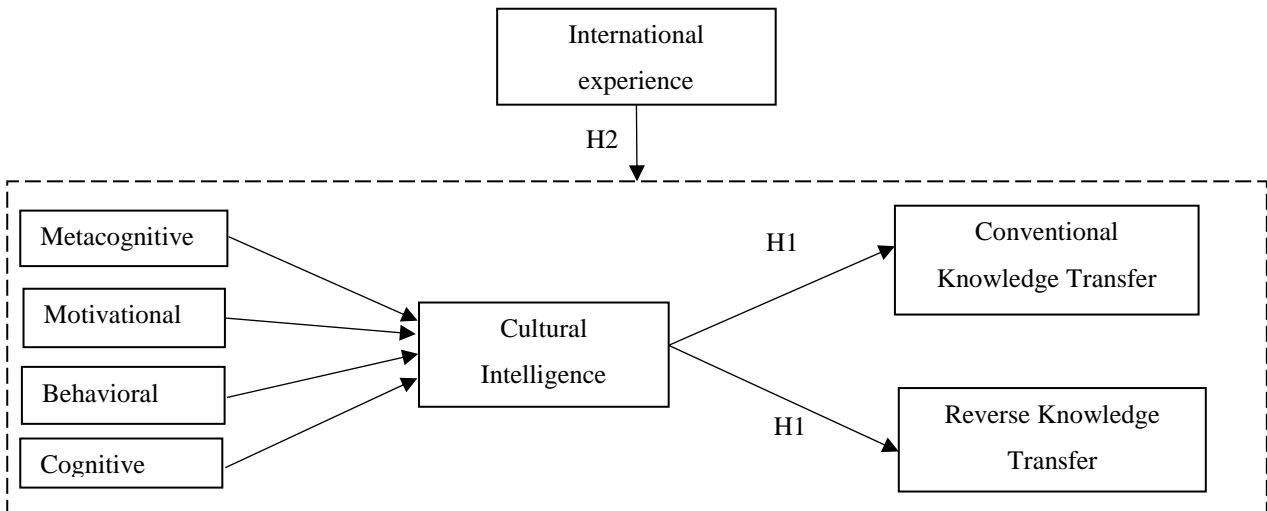 International
experience
H2
Metacognitive
Motivational
Behavioral
Cognitive
Cultural
Intelligence
H1
H1
Conventional
Knowledge Transfer
Reverse Knowledge
Transfer